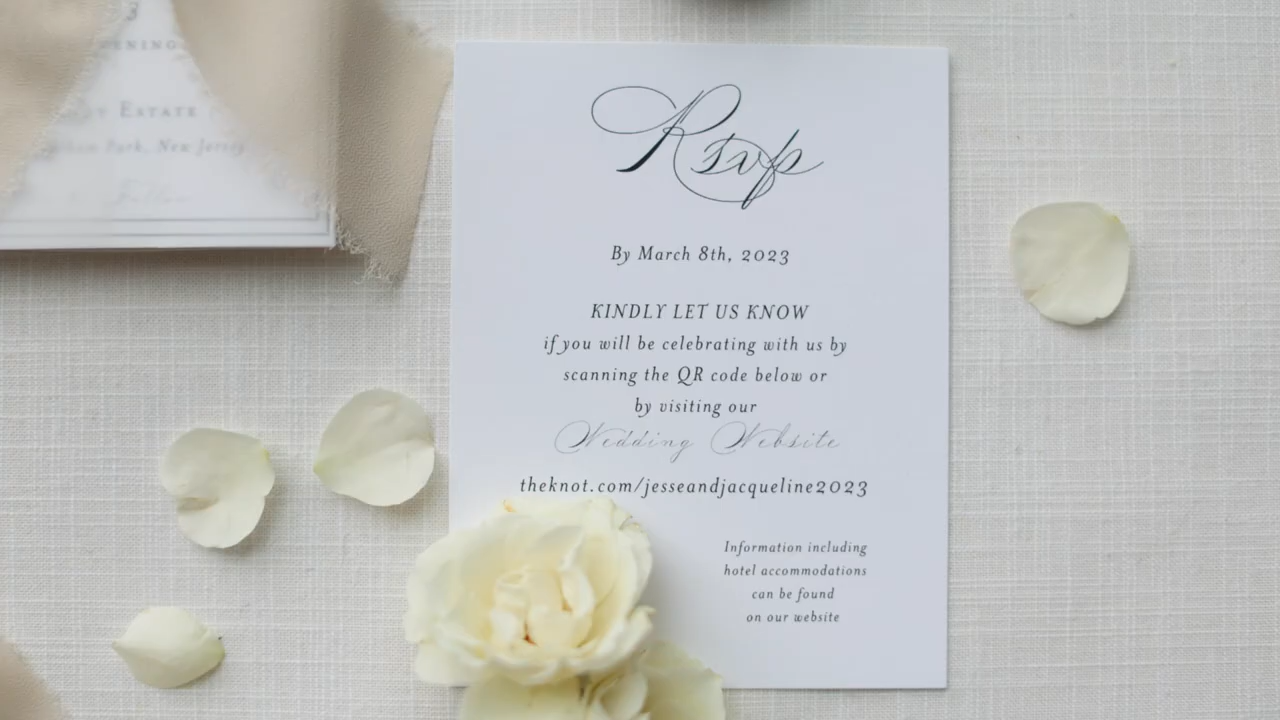 3
Estate
Park, New Jersey
Rsvp
By March 8th, 2023
KINDLY LET US KNOW
if you will be celebrating with us by
scanning the QR code below or
by visiting our
Wedding Website
theknot.com/jesseandjacqueline2023
Information including
hotel accommodations
can be found
on our website